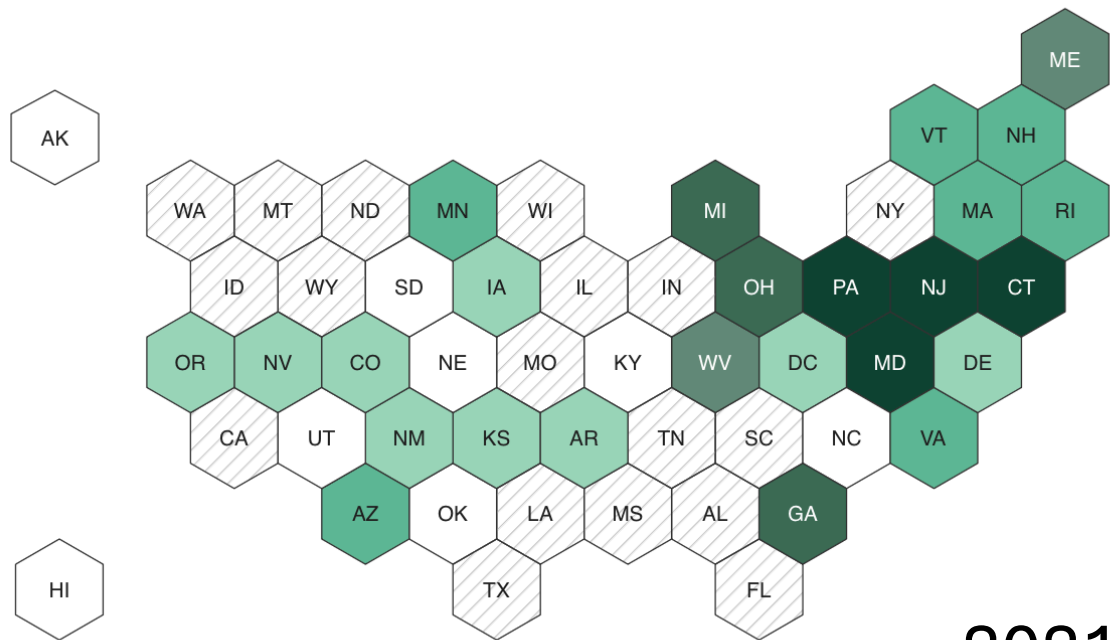 ME
AK
VT NH
WA MT ND MN WI MI NY MA RI
ID WY SD IA IL IN OH PA NJ CT
OR NV CO NE MO KY WV DC MD DE
CA UT NM KS AR TN SC NC VA
AZ OK LA MS AL GA
HI TX FL